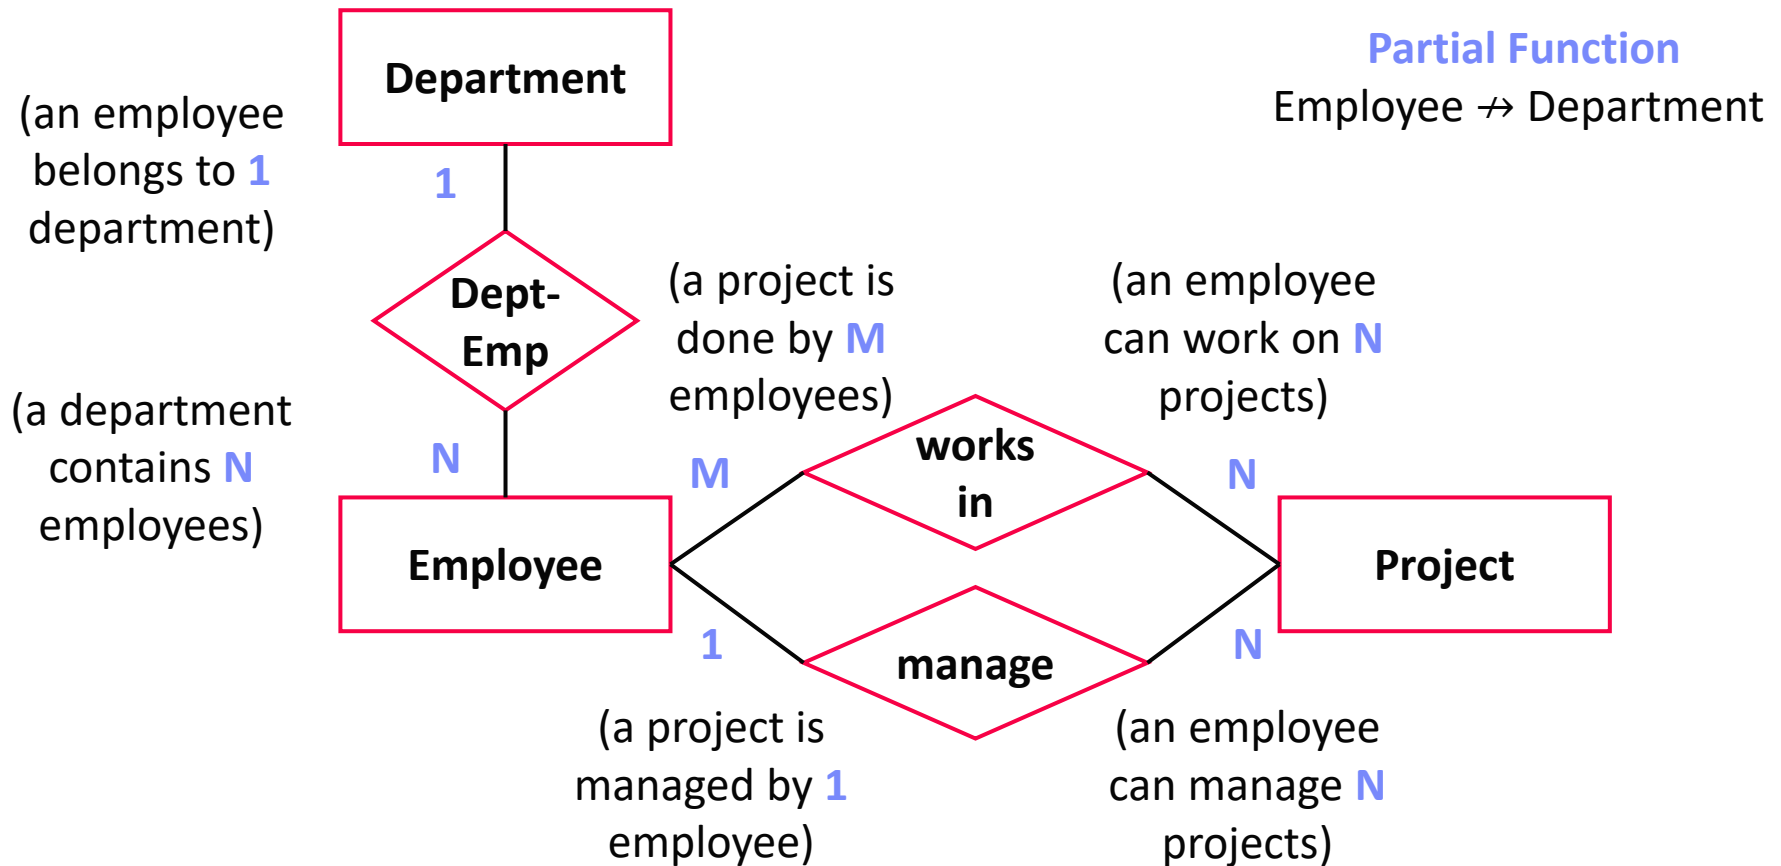 Department
Partial Function
Employee ⇸ Department
(an employee
belongs to 1
department)
1
Dept-
Emp
(a project is
done by M
employees)
(an employee
can work on N
projects)
(a department
contains N
employees)
N
M
works
in
N
Employee
Project
1
manage
N
(a project is
managed by 1
employee)
(an employee
can manage N
projects)